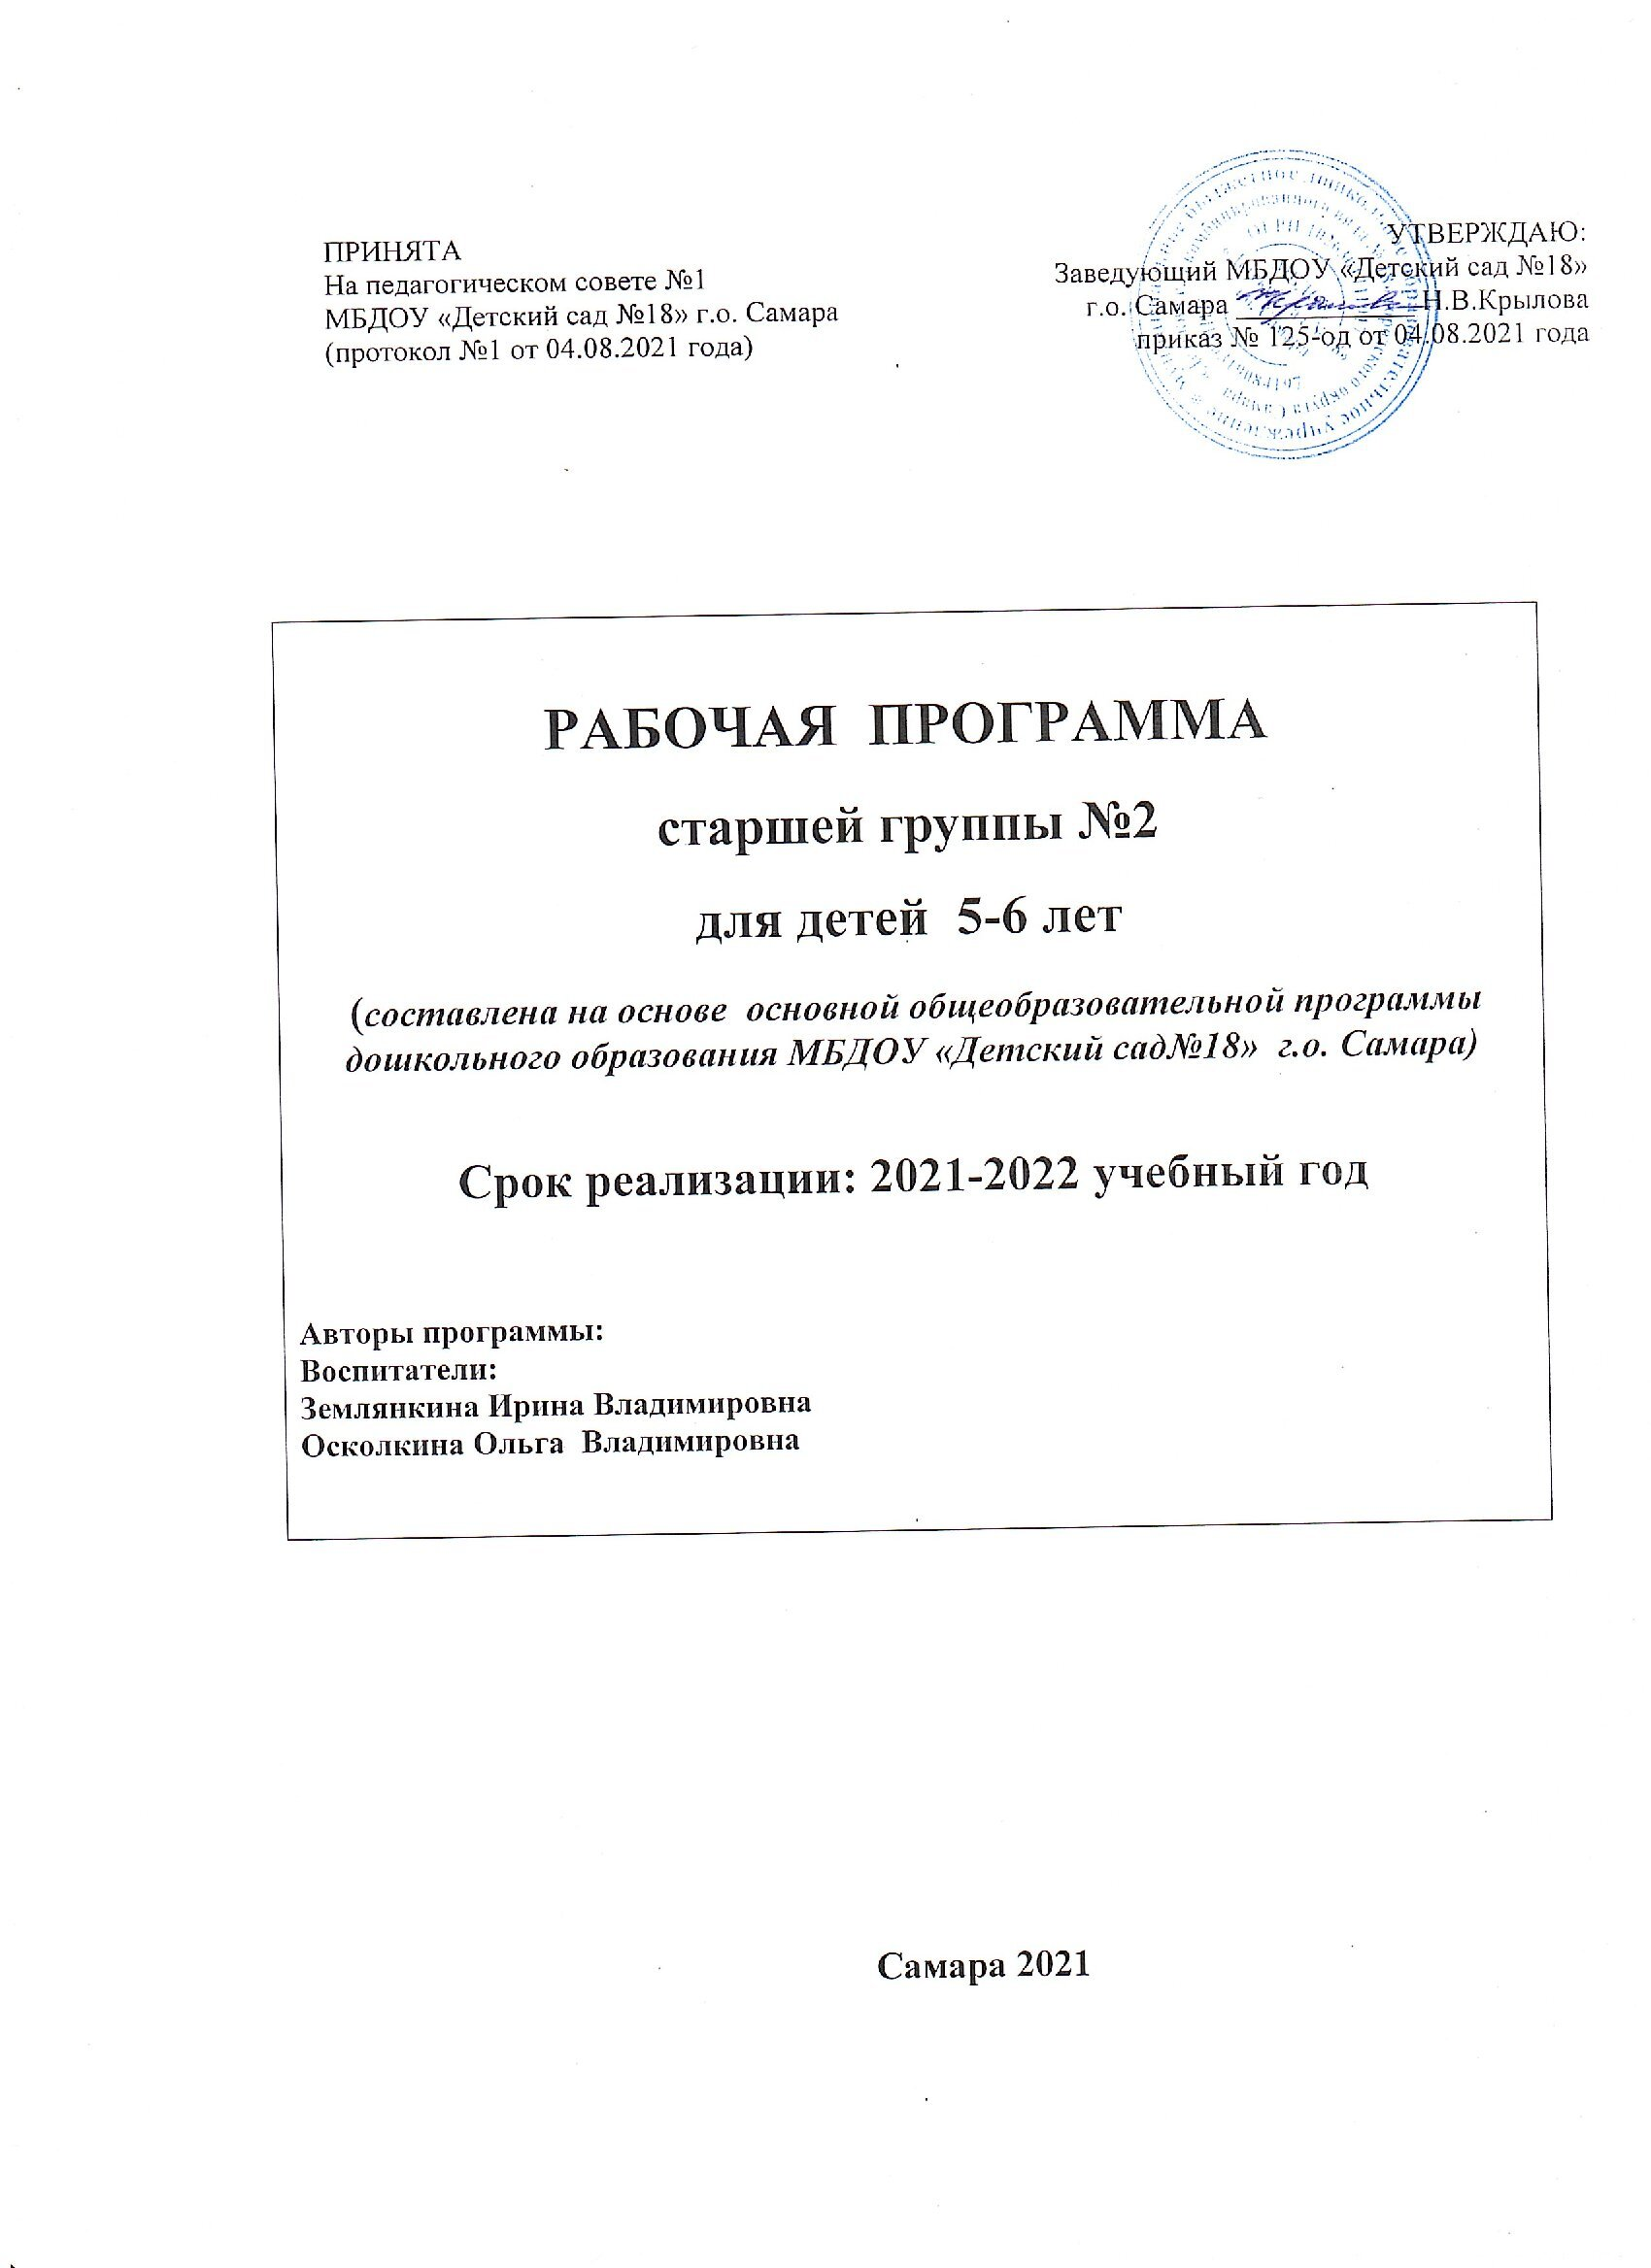 ПРИНЯТА
На педагогическом совете №1
МБДОУ «Детский сад №18» г.о. Самара
(протокол №1 от 04.08.2021 года)
УТВЕРЖДАЮ:
Заведующий МБДОУ «Детский сад №18»
г.о. Самара Н.В.Крылова
приказ № 125-од от 04.08.2021 года
РАБОЧАЯ ПРОГРАММА
старшей группы №2
для детей 5-6 лет
(составлена на основе основной общеобразовательной программы
дошкольного образования МБДОУ «Детский сад№18» г.о. Самара)
Срок реализации: 2021-2022 учебный год
Авторы программы:
Воспитатели:
Землянкина Ирина Владимировна
Осколкина Ольга Владимировна
Самара 2021